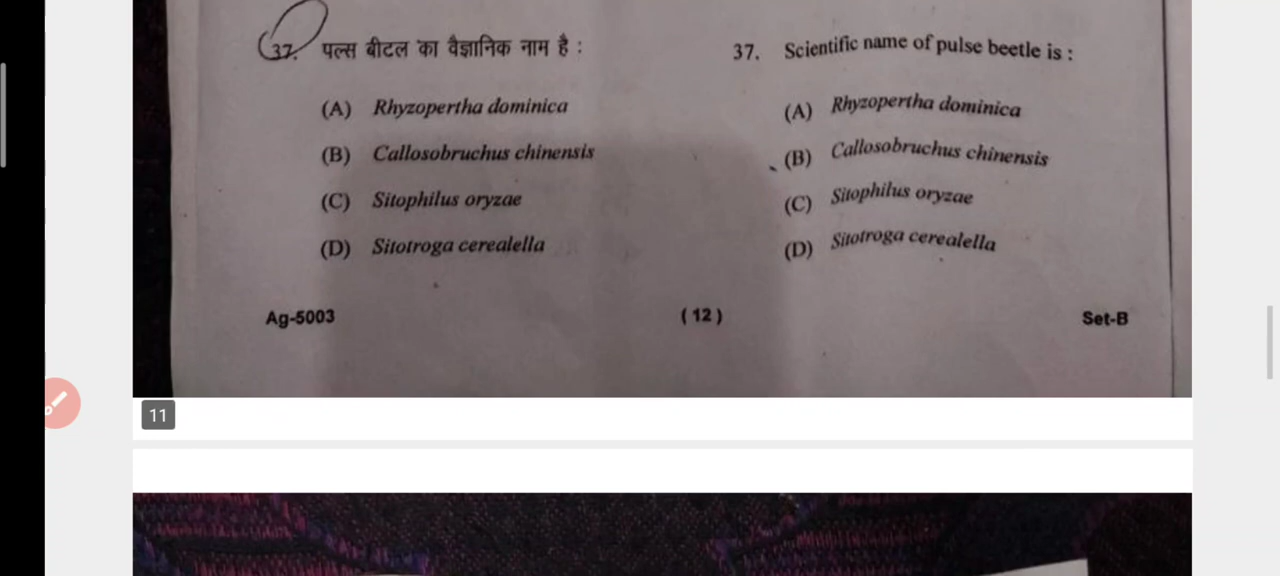 37. पल्स बीटल का वैज्ञानिक नाम है :
(A) Rhyzopertha dominica
(B) Callosobruchus chinensis
(C) Sitophilus oryzae
(D) Sitotroga cerealella
37. Scientific name of pulse beetle is :
(A) Rhyzopertha dominica
(B) Callosobruchus chinensis
(C) Sitophilus oryzae
(D) Sitotroga cerealella
Ag-5003 (12) Set-B
11